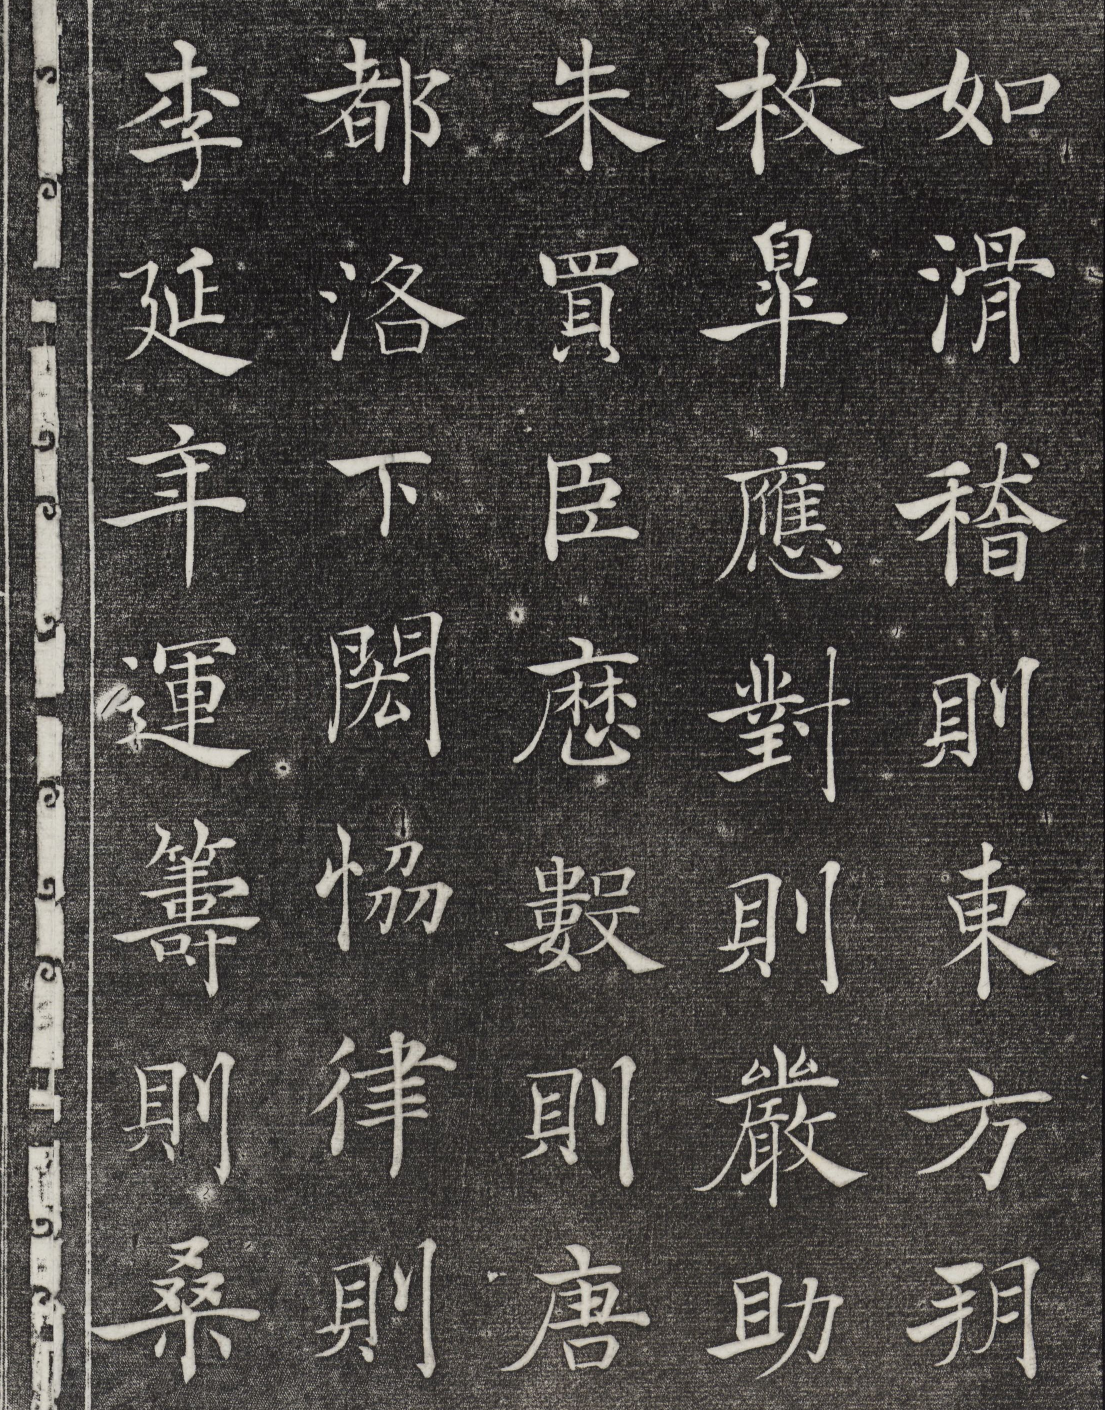 如滑稽則東方朔
枚皐應對則嚴助
朱買臣歷數則唐
都洛下閎恊律則
李延年運籌則桑